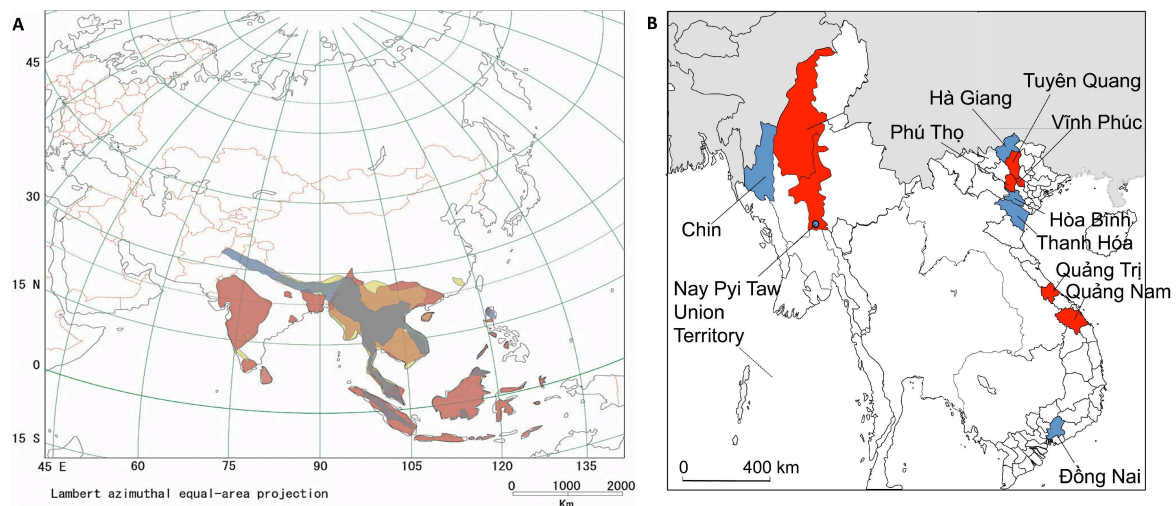 A
45
30
15 N
0
15 S
45 E
60
75
90
105
120
135
Lambert azimuthal equal-area projection
0 1000 2000
Km
B
Tuyên Quang
Hà Giang
Vĩnh Phúc
Phú Thọ
Chin
Hòa Bình
Thanh Hóa
Quảng Trị
Quảng Nam
Nay Pyi Taw
Union
Territory
Đồng Nai
0 400 km